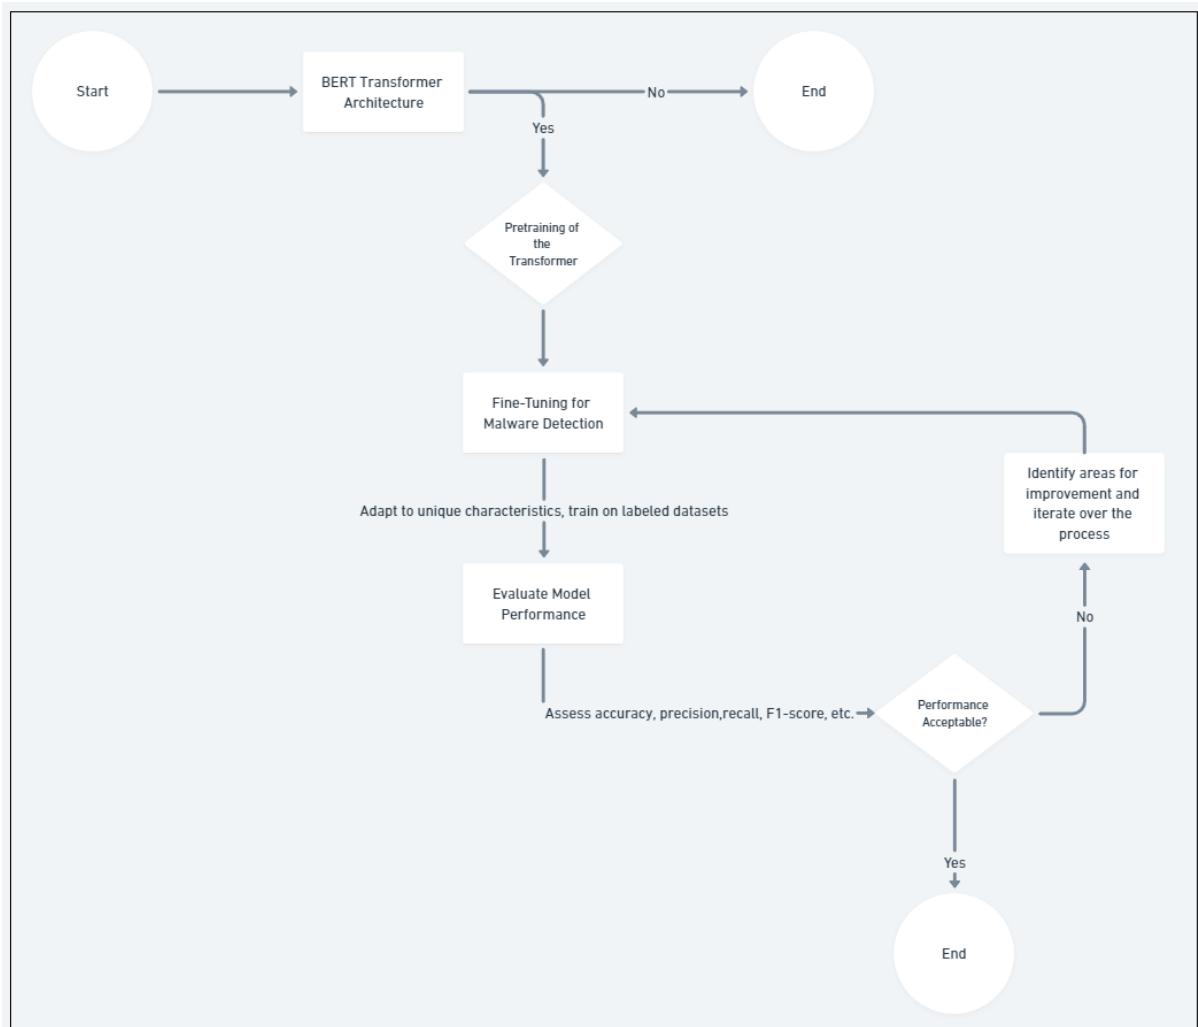 Start
BERT Transformer
Architecture
No
End
Yes
Pretraining of
the
Transformer
Fine-Tuning for
Malware Detection
Identify areas for
improvement and
iterate over the
process
Adapt to unique characteristics, train on labeled datasets
Evaluate Model
Performance
No
Assess accuracy, precision,recall, F1-score, etc.
Performance
Acceptable?
Yes
End